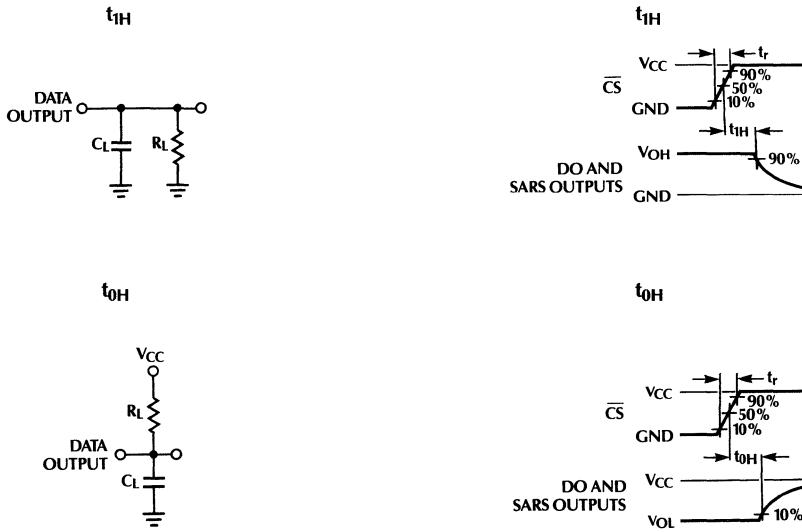 t1H
DATA
OUTPUT
CL
RL
t1H
tr
VCC
90%
CS
50%
10%
GND
t1H
VOH
90%
DO AND
SARS OUTPUTS
GND
t0H
VCC
RL
DATA
OUTPUT
CL
t0H
tr
VCC
90%
CS
50%
10%
GND
t0H
VCC
DO AND
SARS OUTPUTS
10%
VOL